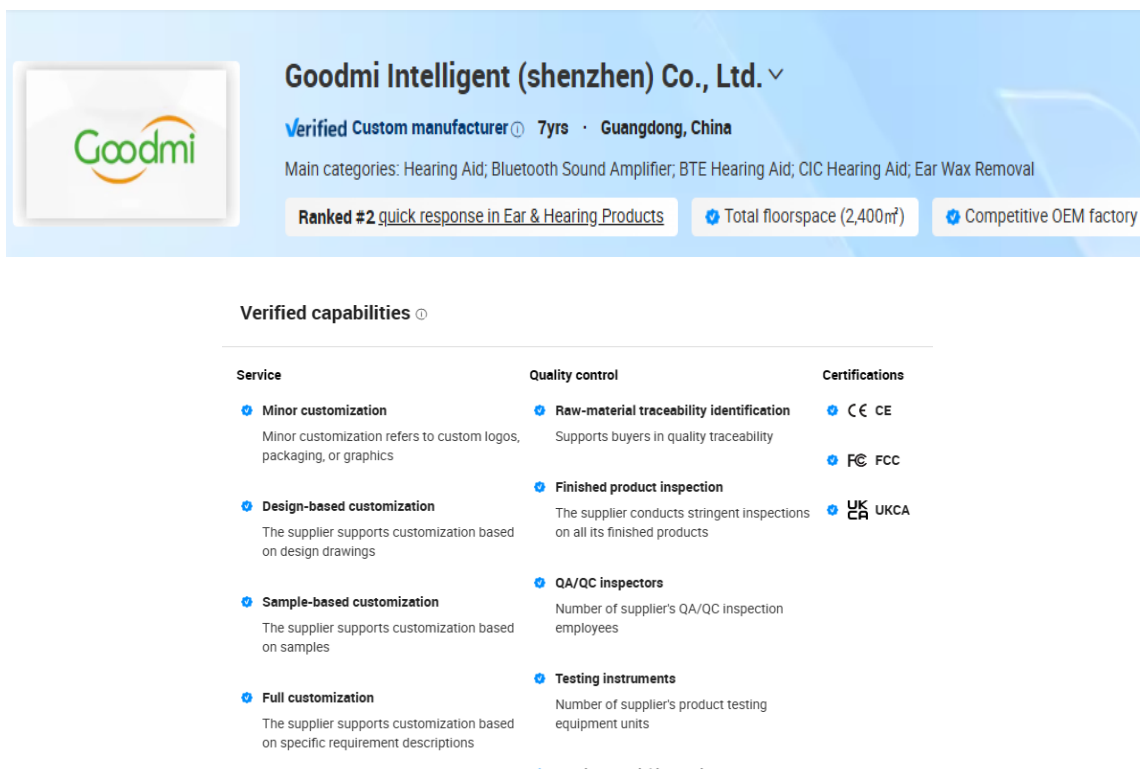 Goodmi
Goodmi Intelligent (shenzhen) Co., Ltd.
Verified Custom manufacturer 7yrs · Guangdong, China
Main categories: Hearing Aid; Bluetooth Sound Amplifier; BTE Hearing Aid; CIC Hearing Aid; Ear Wax Removal
Ranked #2 quick response in Ear & Hearing Products
Total floorspace (2,400㎡)
Competitive OEM factory
Verified capabilities
Service
Minor customization
Minor customization refers to custom logos,
packaging, or graphics
Design-based customization
The supplier supports customization based
on design drawings
Sample-based customization
The supplier supports customization based
on samples
Full customization
The supplier supports customization based
on specific requirement descriptions
Quality control
Raw-material traceability identification
Supports buyers in quality traceability
Finished product inspection
The supplier conducts stringent inspections
on all its finished products
QA/QC inspectors
Number of supplier's QA/QC inspection
employees
Testing instruments
Number of supplier's product testing
equipment units
Certifications
CE CE
FC FCC
UK
CA UKCA